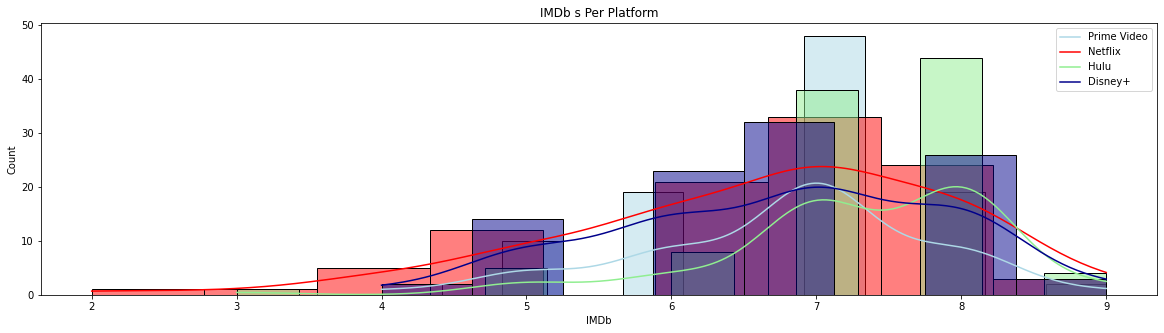 IMDb s Per Platform
50
40
30
20
10
0
Count
2 3 4 5 6 7 8 9
IMDb
Prime Video
Netflix
Hulu
Disney+